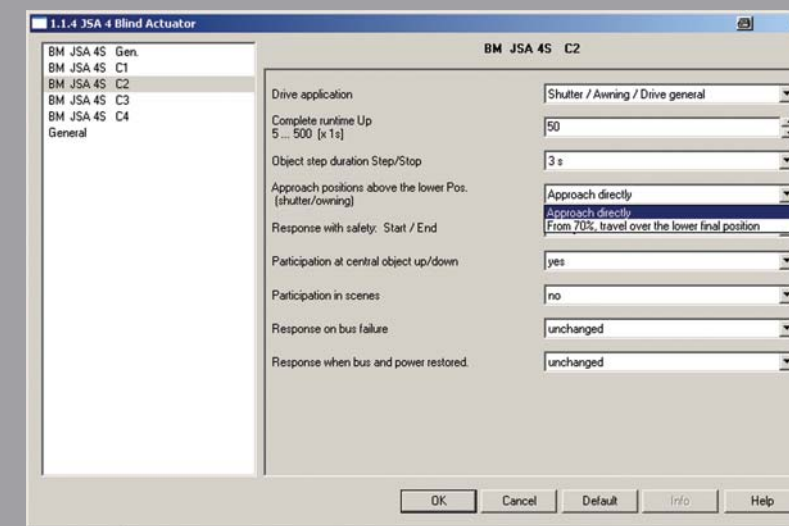 1.1.4 JSA 4 Blind Actuator
BM JSA 4S Gen.
BM JSA 4S C1
BM JSA 4S C2
BM JSA 4S C3
BM JSA 4S C4
General
BM JSA 4S C2
Drive application
Shutter / Awning / Drive general
Complete runtime Up
5 ... 500 [x 1s]
50
Object step duration Step/Stop
3 s
Approach positions above the lower Pos.
(shutter/owning)
Approach directly
Approach directly
From 70%, travel over the lower final position
Response with safety: Start / End
Participation at central object up/down
yes
Participation in scenes
no
Response on bus failure
unchanged
Response when bus and power restored.
unchanged
OK
Cancel
Default
Info
Help